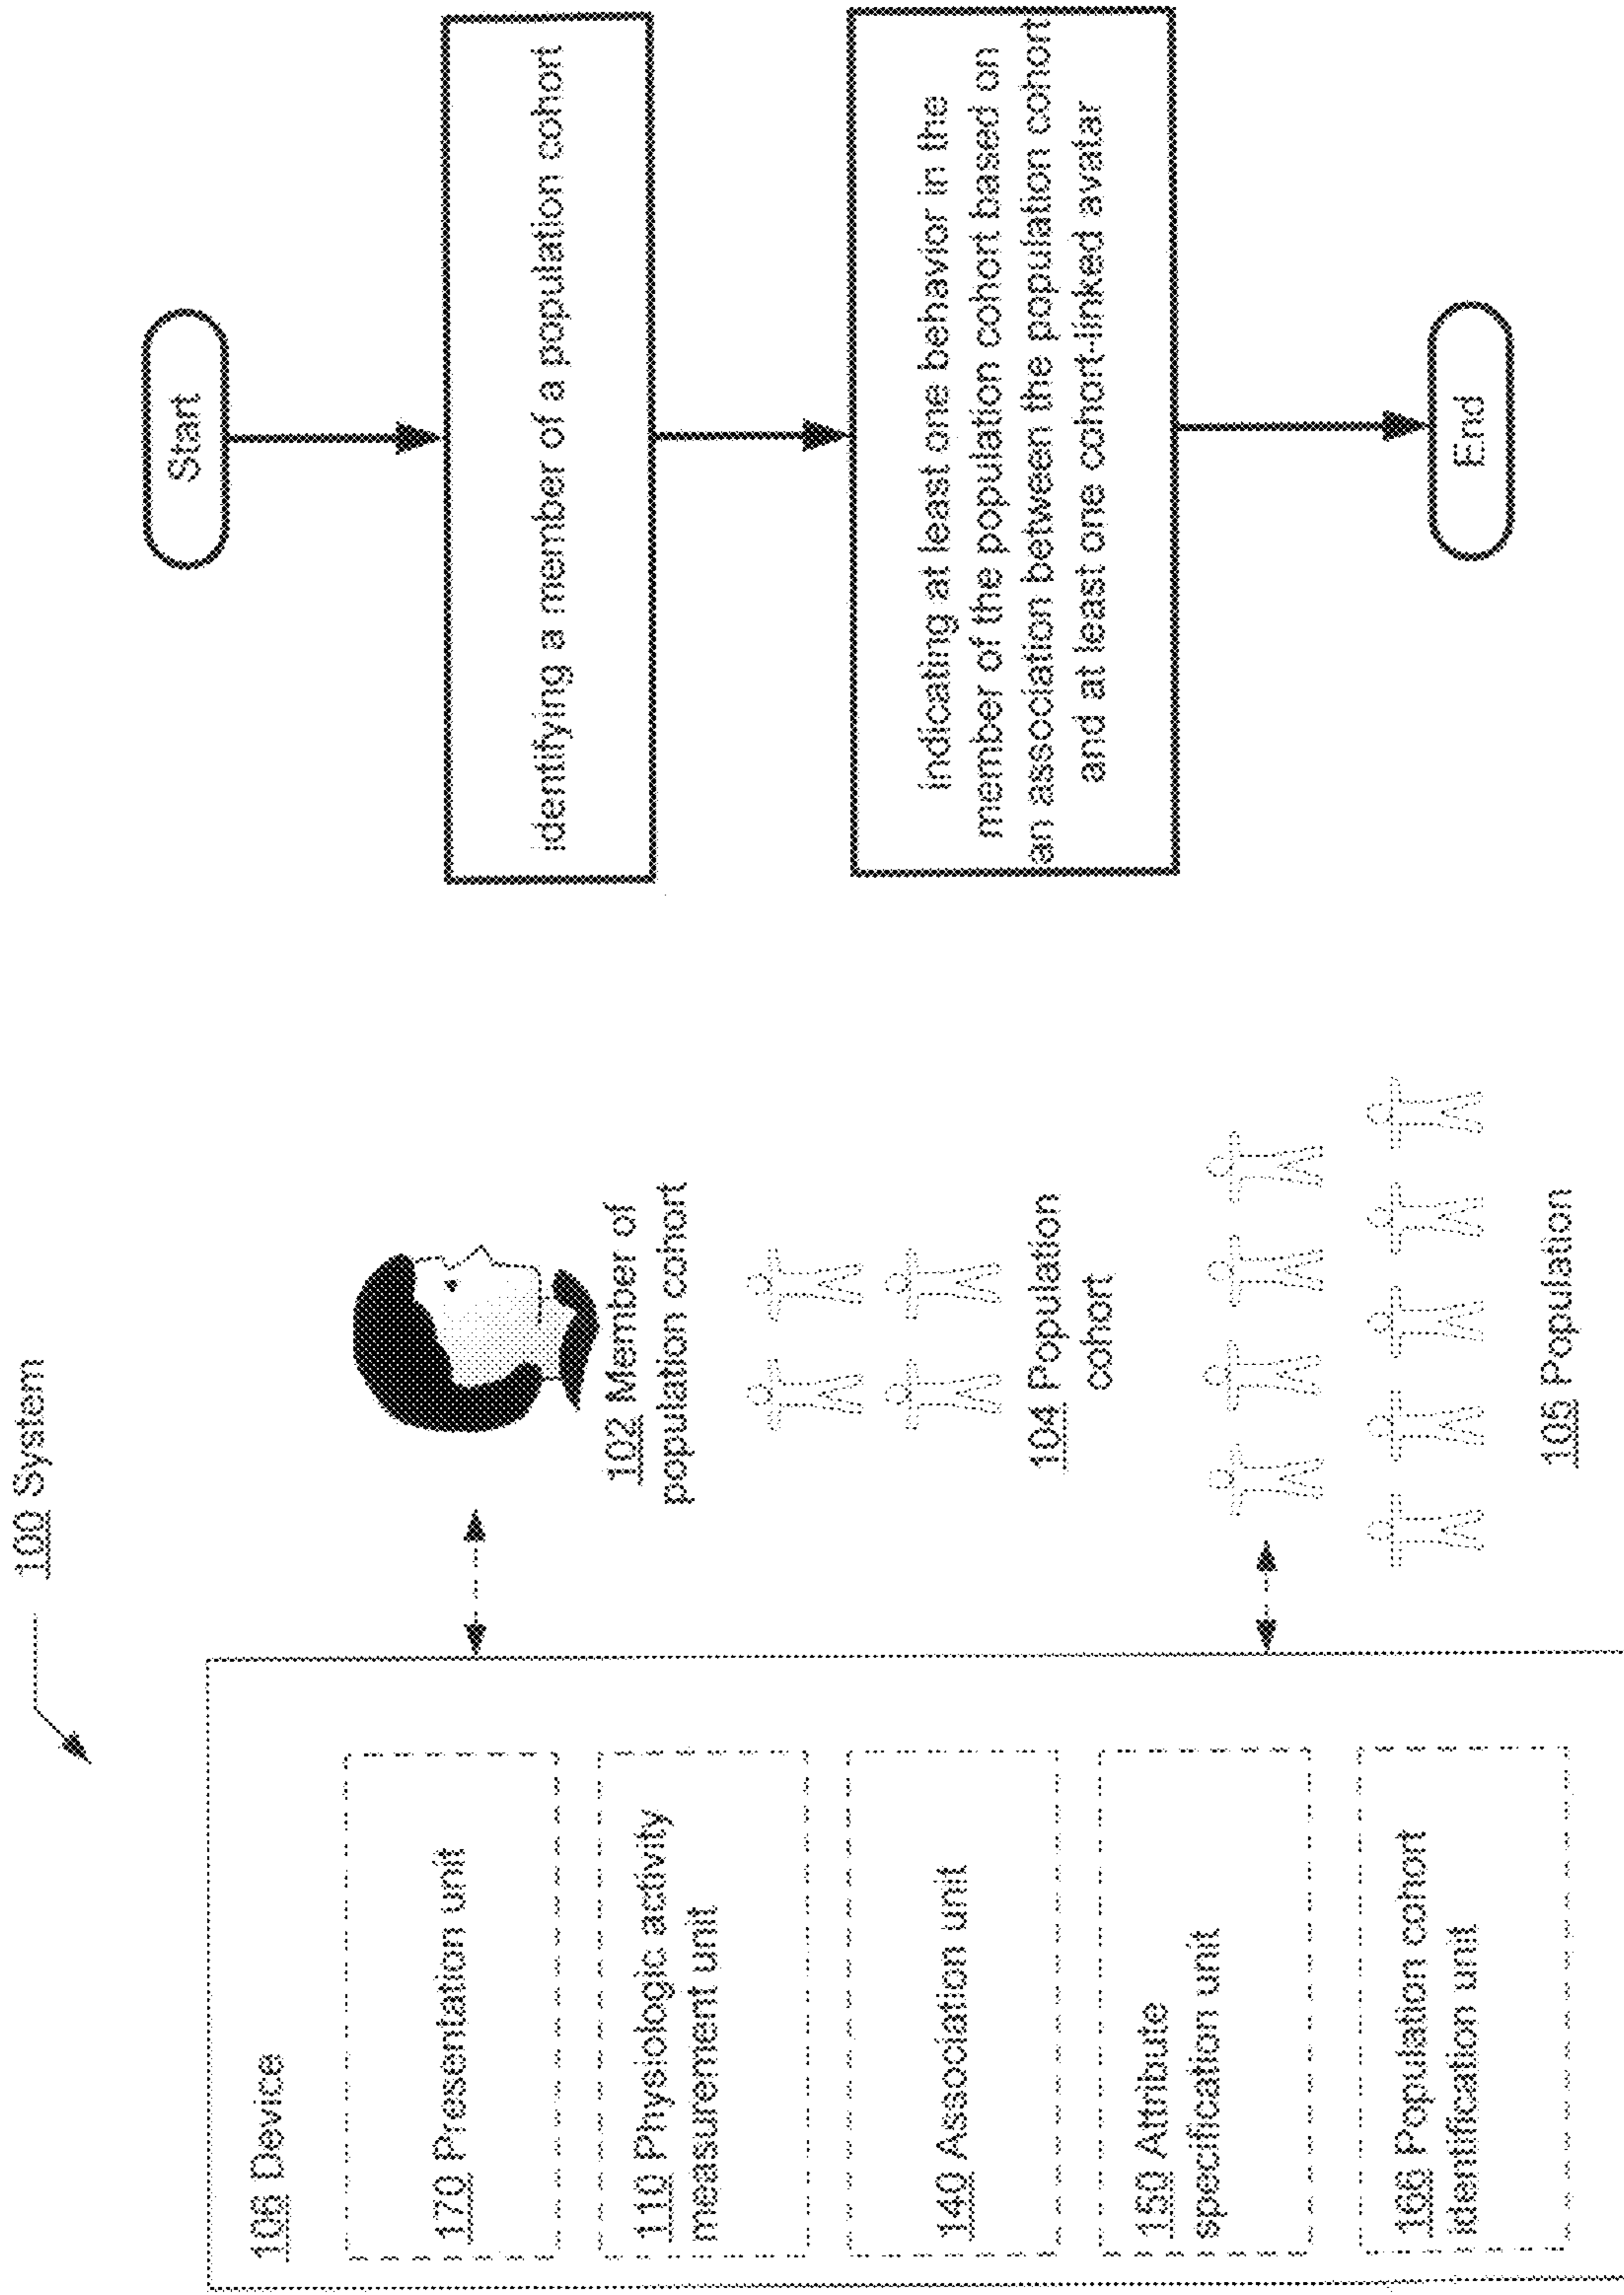 100 System
106 Device
170 Presentation unit
110 Physiologic activity
measurement unit
140 Association unit
150 Attribute
specification unit
166 Population cohort
identification unit
102 Member of
population cohort
104 Population
cohort
105 Population
Start
identifying a member of a population cohort
indicating at least one behavior in the
member of the population cohort based on
an association between the population cohort
and at least one cohort-linked avatar
End